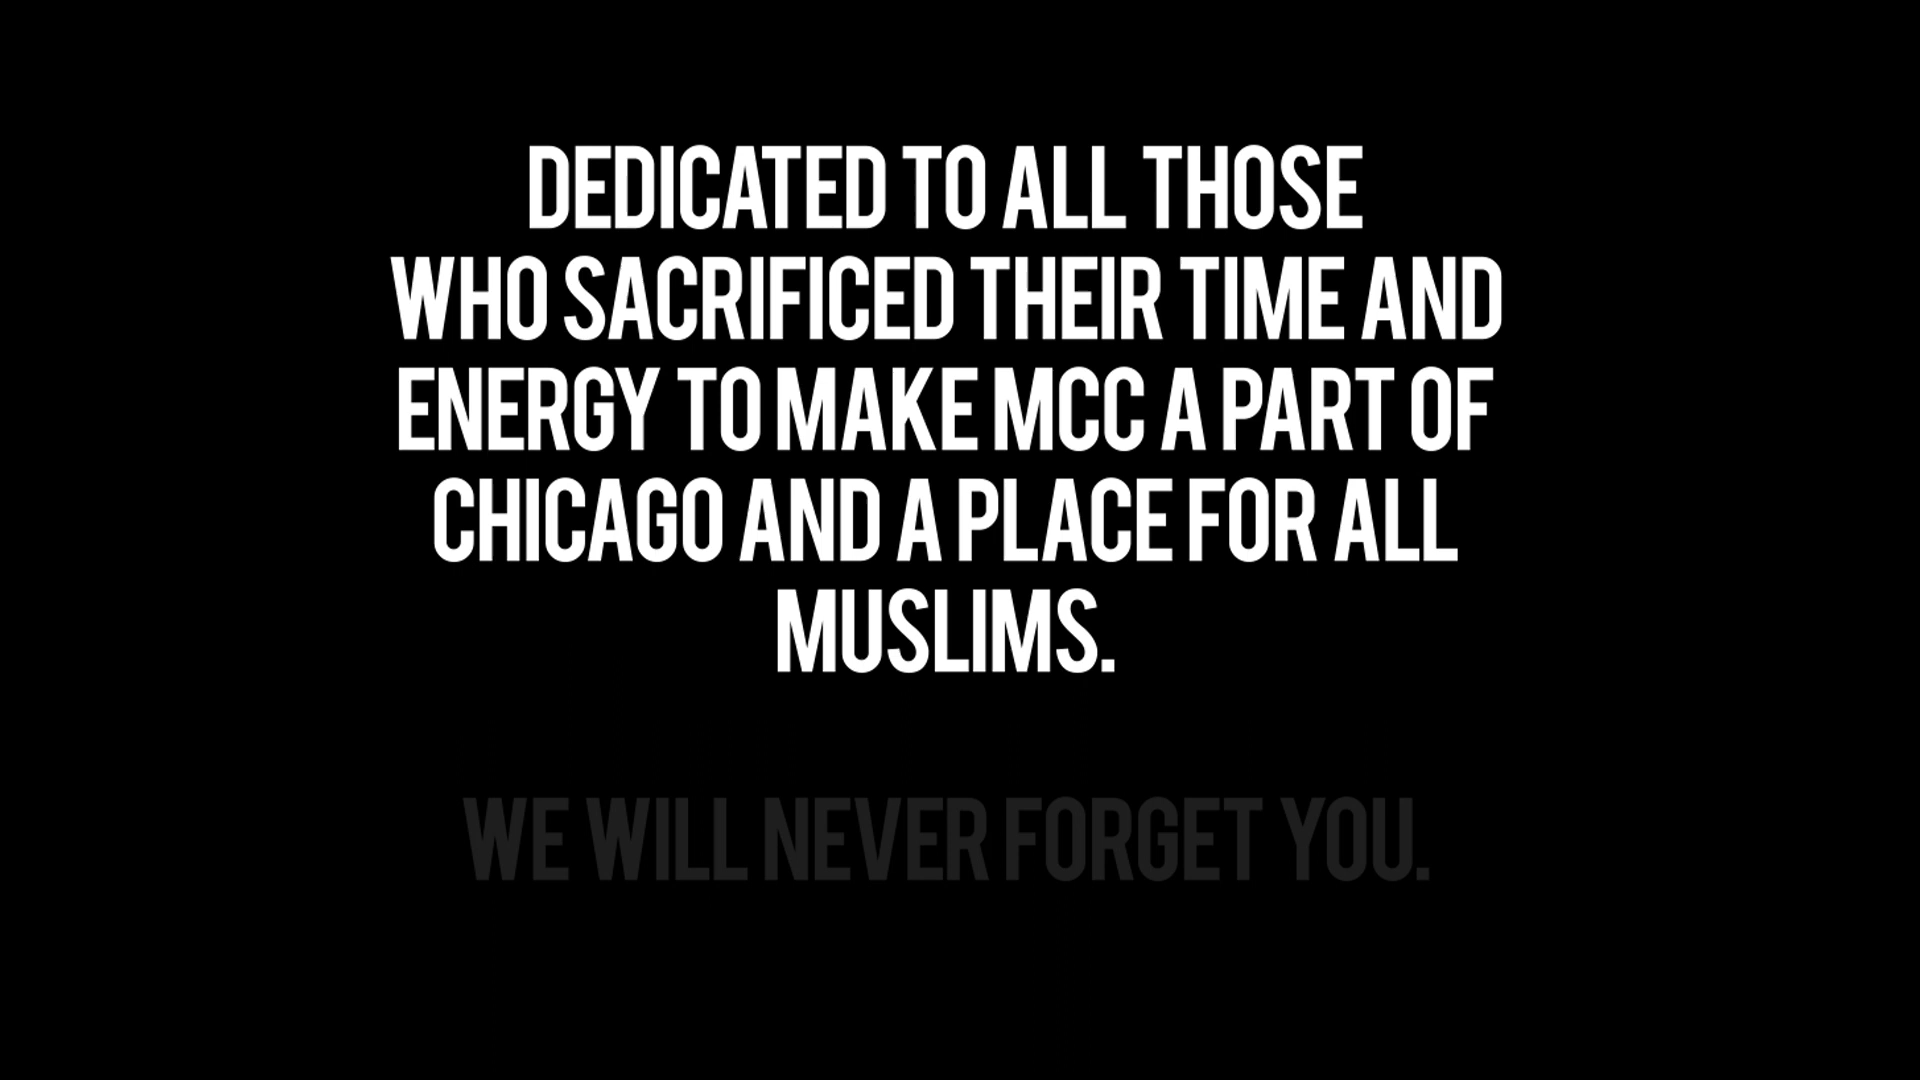 DEDICATED TO ALL THOSE
WHO SACRIFICED THEIR TIME AND
ENERGY TO MAKE MCC A PART OF
CHICAGO AND A PLACE FOR ALL
MUSLIMS.
WE WILL NEVER FORGET YOU.